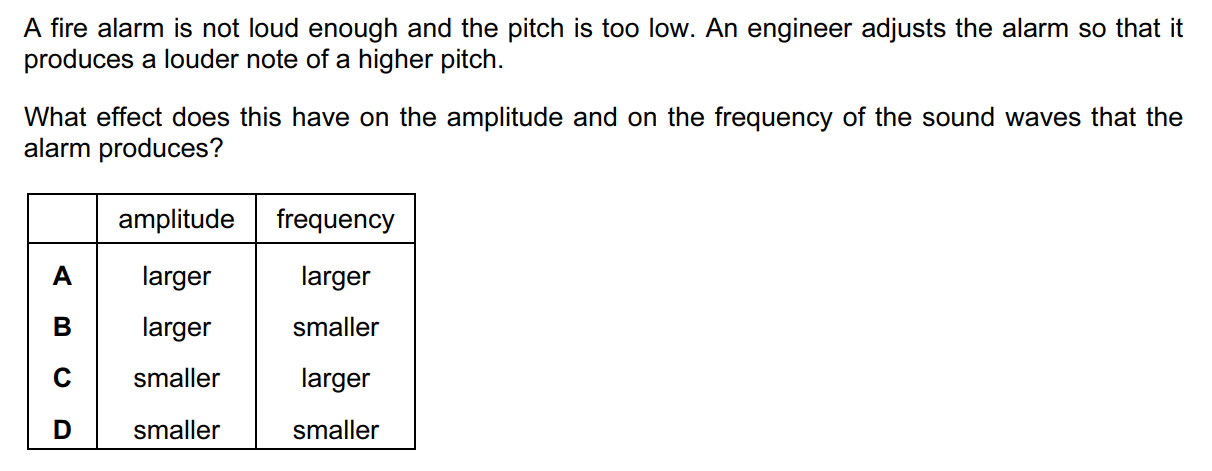 A fire alarm is not loud enough and the pitch is too low. An engineer adjusts the alarm so that it
produces a louder note of a higher pitch.
What effect does this have on the amplitude and on the frequency of the sound waves that the
alarm produces?
amplitude frequency
A larger larger
B larger smaller
C smaller larger
D smaller smaller